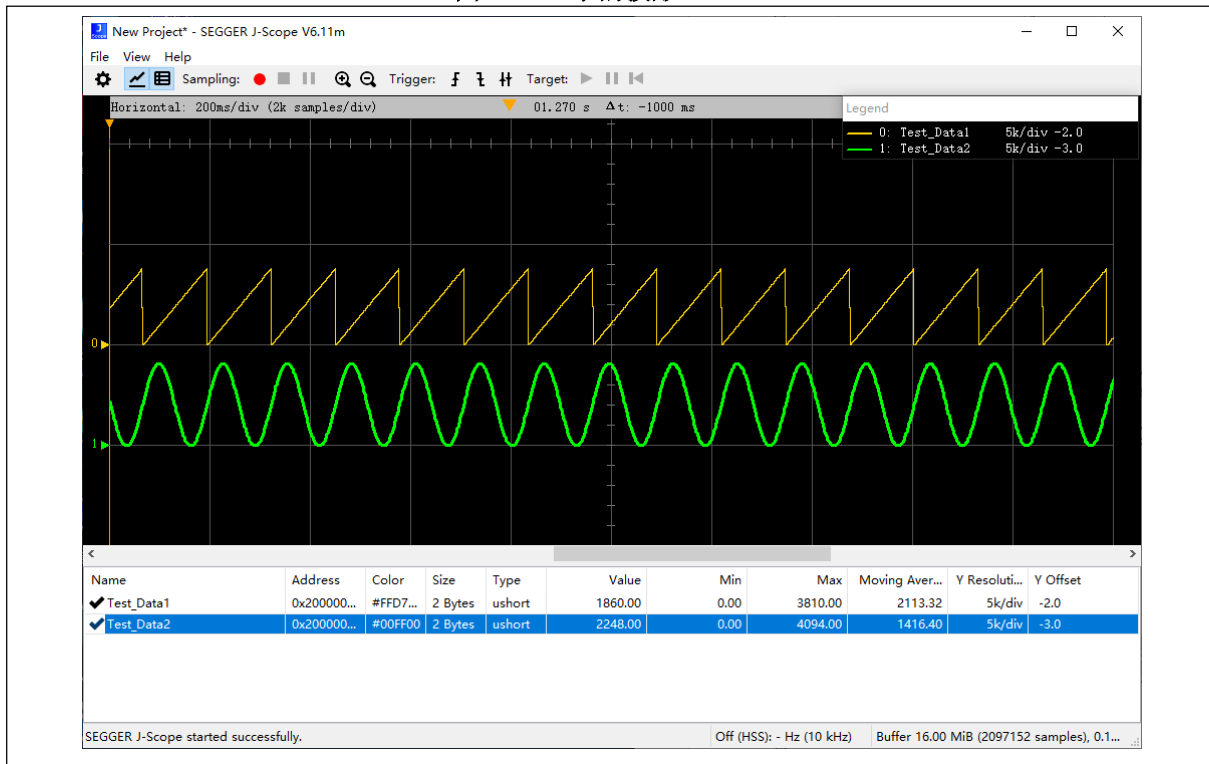 New Project* - SEGGER J-Scope V6.11m
File View Help
Sampling: Trigger: Target:
Horizontal: 200ms/div (2k samples/div) 01.270 s Δt: -1000 ms
Legend
0: Test_Data1 5k/div -2.0
1: Test_Data2 5k/div -3.0
0
1
Name Address Color Size Type Value Min Max Moving Aver... Y Resoluti... Y Offset
Test_Data1 0x200000... #FFD7... 2 Bytes ushort 1860.00 0.00 3810.00 2113.32 5k/div -2.0
Test_Data2 0x200000... #00FF00 2 Bytes ushort 2248.00 0.00 4094.00 1416.40 5k/div -3.0
SEGGER J-Scope started successfully. Off (HSS): - Hz (10 kHz) Buffer 16.00 MiB (2097152 samples), 0.1...